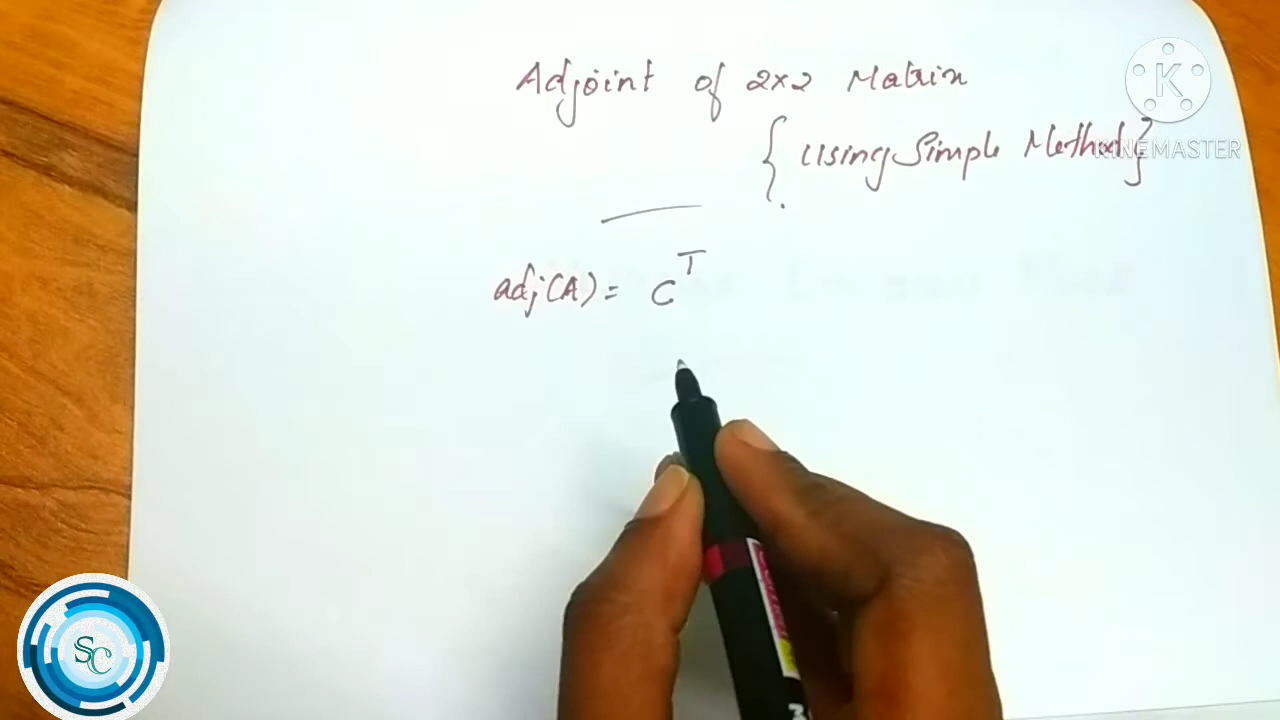 Adjoint of 2x2 Matrix
{Using Simple Method}
KINEMASTER
adj(A) = C^T
SC